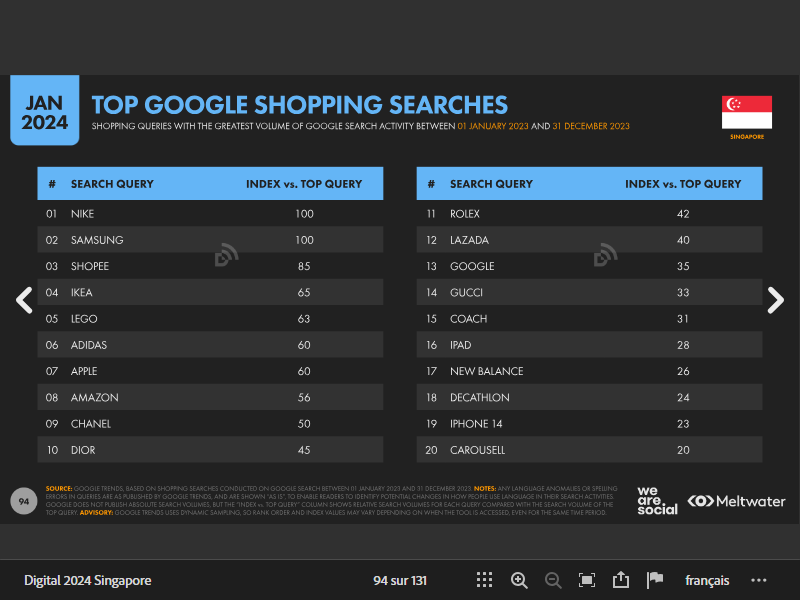 JAN
2024
TOP GOOGLE SHOPPING SEARCHES
SHOPPING QUERIES WITH THE GREATEST VOLUME OF GOOGLE SEARCH ACTIVITY BETWEEN 01 JANUARY 2023 AND 31 DECEMBER 2023
SINGAPORE
# SEARCH QUERY INDEX vs. TOP QUERY
01 NIKE 100
02 SAMSUNG 100
03 SHOPEE 85
04 IKEA 65
05 LEGO 63
06 ADIDAS 60
07 APPLE 60
08 AMAZON 56
09 CHANEL 50
10 DIOR 45
# SEARCH QUERY INDEX vs. TOP QUERY
11 ROLEX 42
12 LAZADA 40
13 GOOGLE 35
14 GUCCI 33
15 COACH 31
16 IPAD 28
17 NEW BALANCE 26
18 DECATHLON 24
19 IPHONE 14 23
20 CAROUSELL 20
94
SOURCE: GOOGLE TRENDS, BASED ON SHOPPING SEARCHES CONDUCTED ON GOOGLE SEARCH BETWEEN 01 JANUARY 2023 AND 31 DECEMBER 2023. NOTES: ANY LANGUAGE ANOMALIES OR SPELLING
ERRORS IN QUERIES ARE AS PUBLISHED BY GOOGLE TRENDS, AND ARE SHOWN "AS IS", TO ENABLE READERS TO IDENTIFY POTENTIAL CHANGES IN HOW PEOPLE USE LANGUAGE IN THEIR SEARCH ACTIVITIES.
GOOGLE DOES NOT PUBLISH ABSOLUTE SEARCH VOLUMES, BUT THE "INDEX vs. TOP QUERY" COLUMN SHOWS RELATIVE SEARCH VOLUMES FOR EACH QUERY COMPARED WITH THE SEARCH VOLUME OF THE
TOP QUERY. ADVISORY: GOOGLE TRENDS USES DYNAMIC SAMPLING, SO RANK ORDER AND INDEX VALUES MAY VARY DEPENDING ON WHEN THE TOOL IS ACCESSED, EVEN FOR THE SAME TIME PERIOD.
we
are.
social
Meltwater
Digital 2024 Singapore
94 sur 131
français